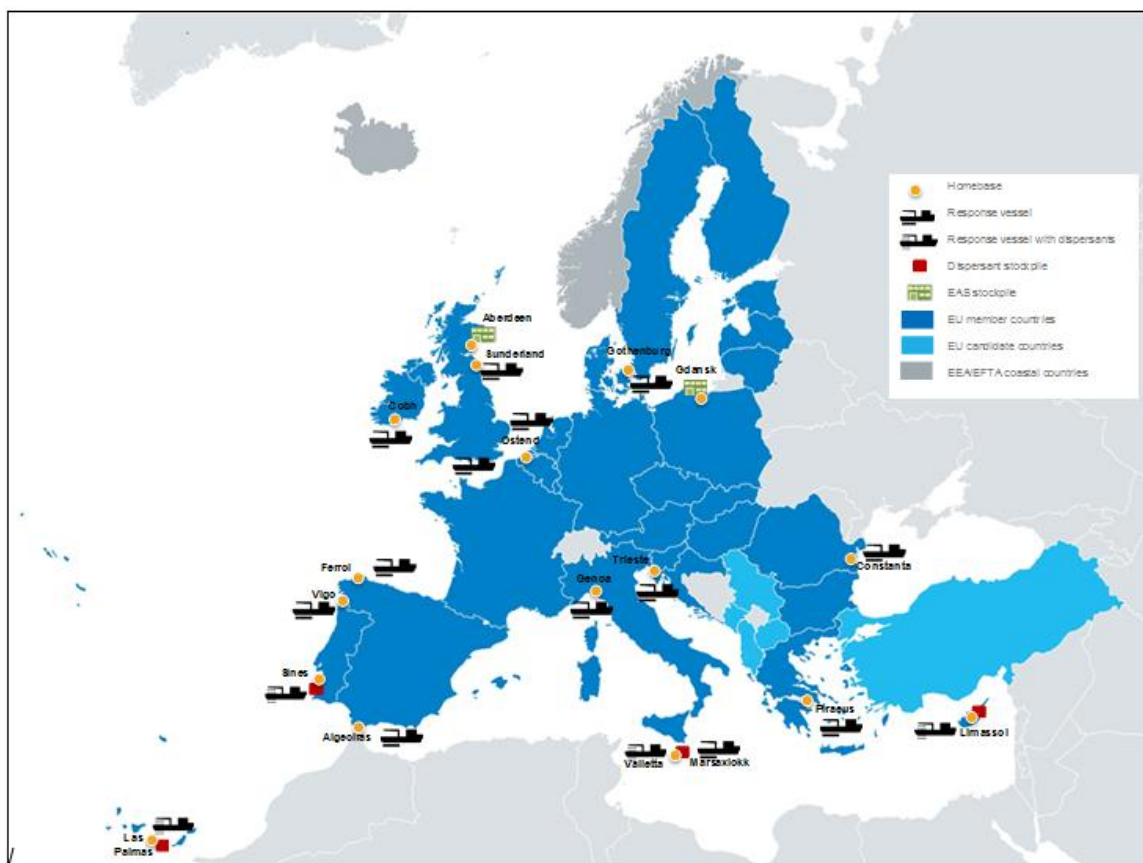 Homebase
Response vessel
Response vessel with dispersants
Dispersant stockpile
EAS stockpile
EU member countries
EU candidate countries
EEA/EFTA coastal countries
Aberdeen
Sunderland
Gothenburg
Gdansk
Cobh
Ostend
Ferrol
Vigo
Genoa
Trieste
Constanta
Sines
Algeciras
Piraeus
Limassol
Valletta
Marsaxlokk
Las
Palmas
/